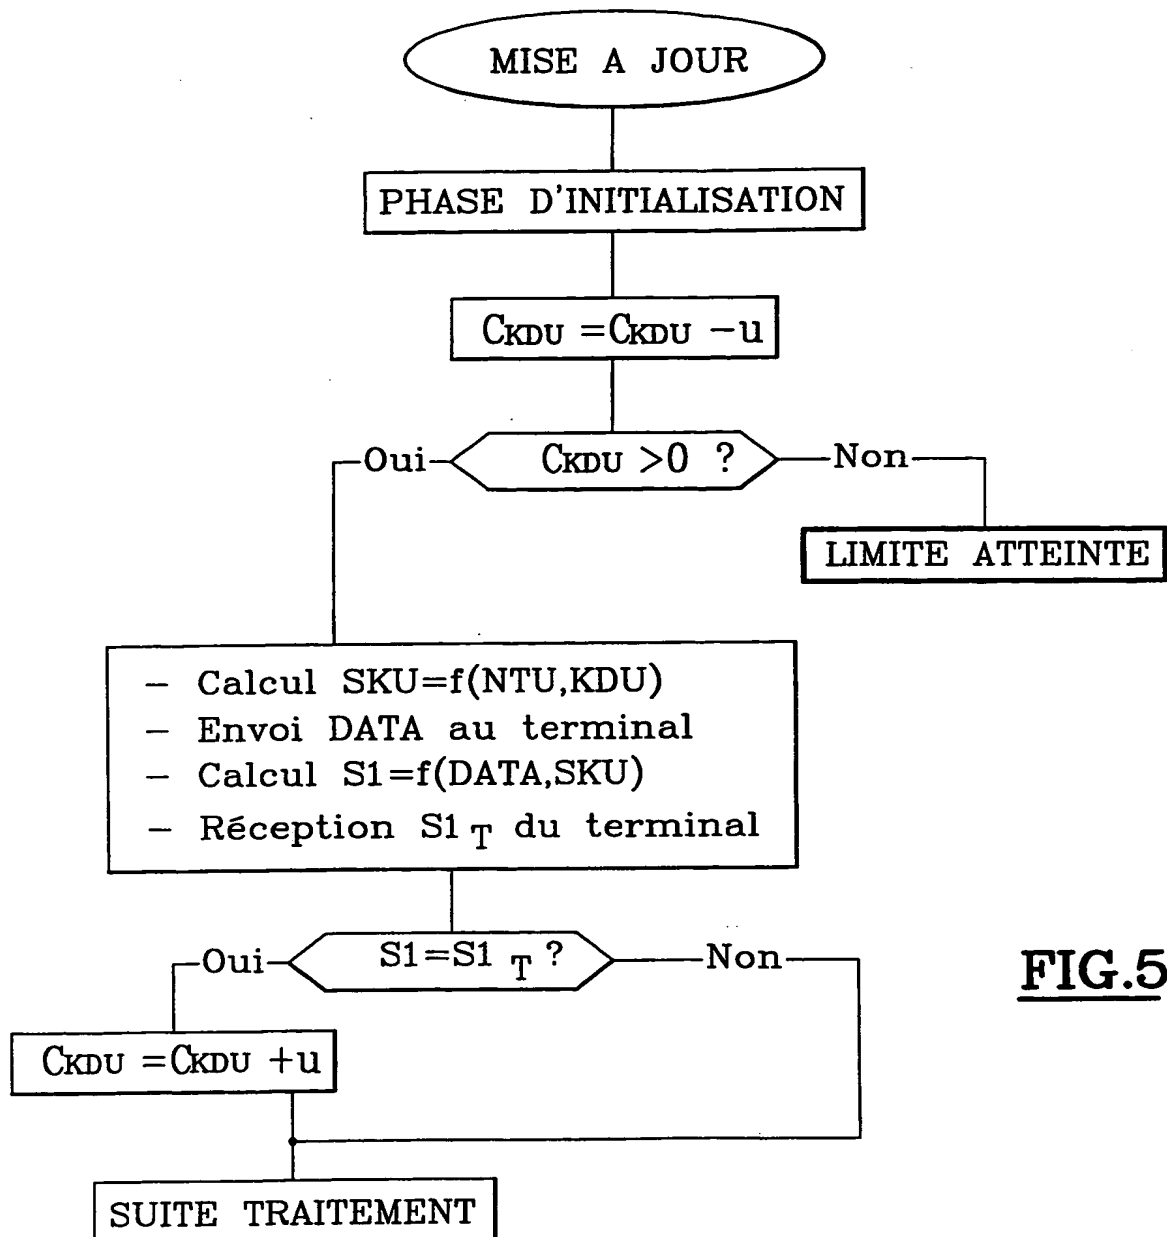 MISE A JOUR
PHASE D'INITIALISATION
CKDU =CKDU -u
Oui
CKDU >0 ?
Non
LIMITE ATTEINTE
- Calcul SKU=f(NTU,KDU)
- Envoi DATA au terminal
- Calcul S1=f(DATA,SKU)
- Réception S1 T du terminal
Oui
S1=S1 T ?
Non
FIG.5
CKDU =CKDU +u
SUITE TRAITEMENT